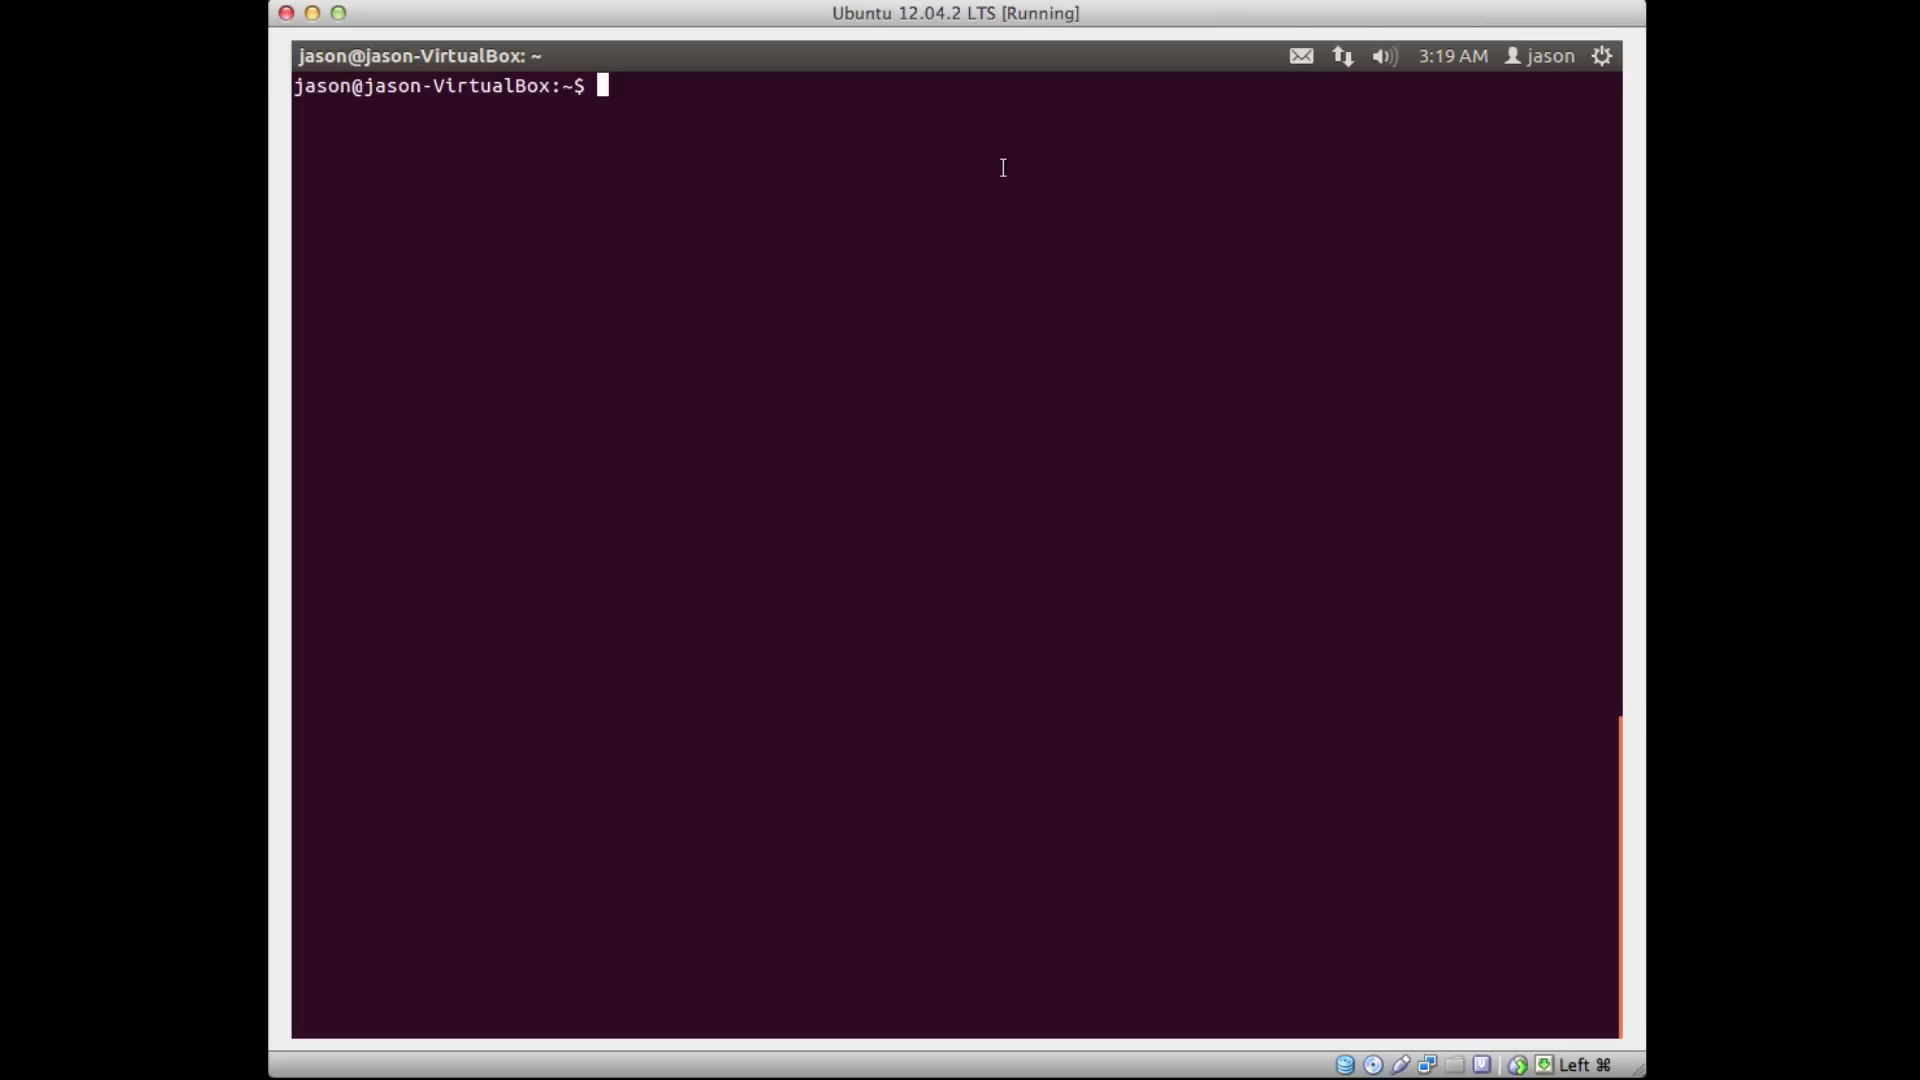 Ubuntu 12.04.2 LTS [Running]
jason@jason-VirtualBox: ~
3:19 AM
jason
jason@jason-VirtualBox:~$
Left ⌘